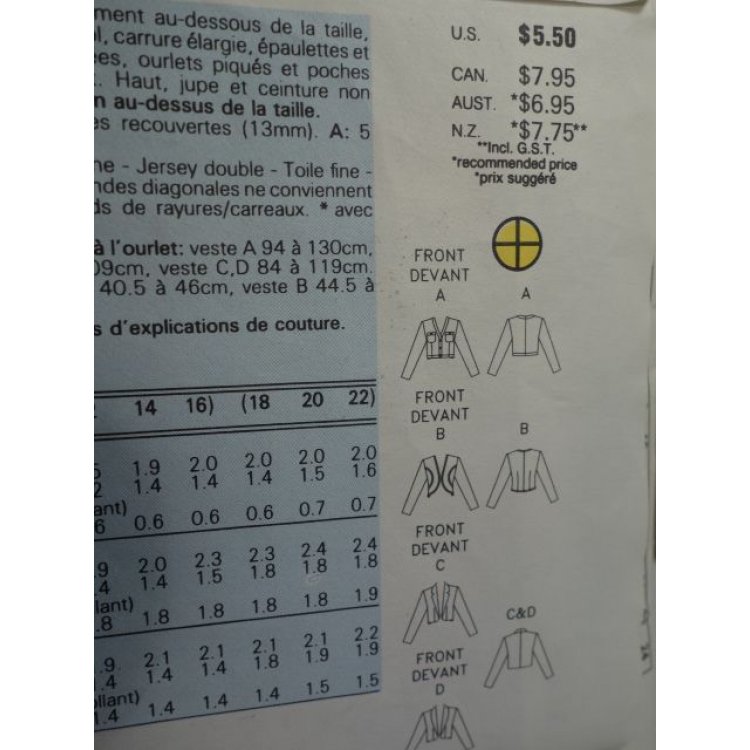 au-dessous de la taille,
carrure élargie, épaulettes et
ourlets piqués et poches
Haut, jupe et ceinture non
au-dessus de la taille.
recouvertes (13mm). A: 5
- Jersey double - Toile fine -
diagonales ne conviennent
de rayures/carreaux. * avec
à l'ourlet: veste A 94 à 130cm,
veste C,D 84 à 119cm.
40.5 à 46cm, veste B 44.5 à
d'explications de couture.
14 16) (18 20 22)
1.9 2.0 2.0 2.0 2.0
1.4 1.4 1.4 1.5 1.6
0.6 0.6 0.6 0.7 0.7
2.0 2.3 2.3 2.4 2.4
1.4 1.5 1.8 1.8 1.8
1.8 1.8 1.8 1.8 1.9
2.1 2.1 2.1 2.1 2.2
1.4 1.4 1.8 1.9 1.9
1.4 1.4 1.4 1.4 1.5 1.5
U.S. $5.50
CAN. $7.95
AUST. *$6.95
N.Z. *$7.75**
**Incl. G.S.T.
*recommended price
*prix suggéré
FRONT
DEVANT
A A
FRONT
DEVANT
B B
FRONT
DEVANT
C
C&D
FRONT
DEVANT
D